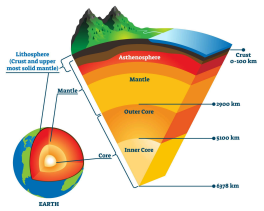 Lithosphere
(Crust and upper
most solid mantle)
Crust
0-100 km
Asthenosphere
Mantle
Mantle
2900 km
Outer Core
5100 km
Inner Core
Core
6378 km
EARTH